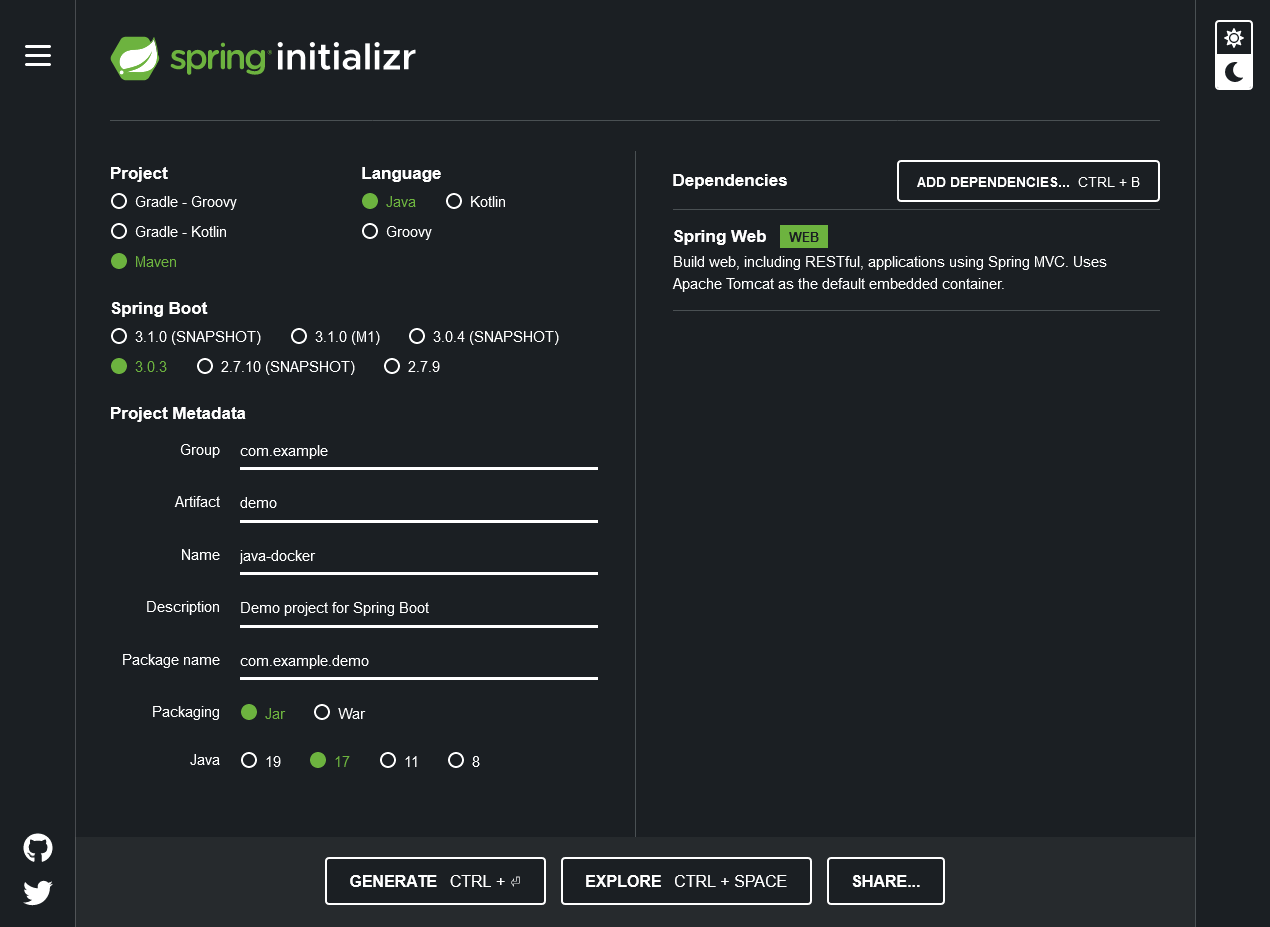 spring initializr
Project
Gradle - Groovy
Gradle - Kotlin
Maven
Language
Java
Kotlin
Groovy
Spring Boot
3.1.0 (SNAPSHOT)
3.1.0 (M1)
3.0.4 (SNAPSHOT)
3.0.3
2.7.10 (SNAPSHOT)
2.7.9
Project Metadata
Group com.example
Artifact demo
Name java-docker
Description Demo project for Spring Boot
Package name com.example.demo
Packaging Jar War
Java 19 17 11 8
Dependencies
ADD DEPENDENCIES... CTRL + B
Spring Web WEB
Build web, including RESTful, applications using Spring MVC. Uses
Apache Tomcat as the default embedded container.
GENERATE CTRL + ⏎
EXPLORE CTRL + SPACE
SHARE...